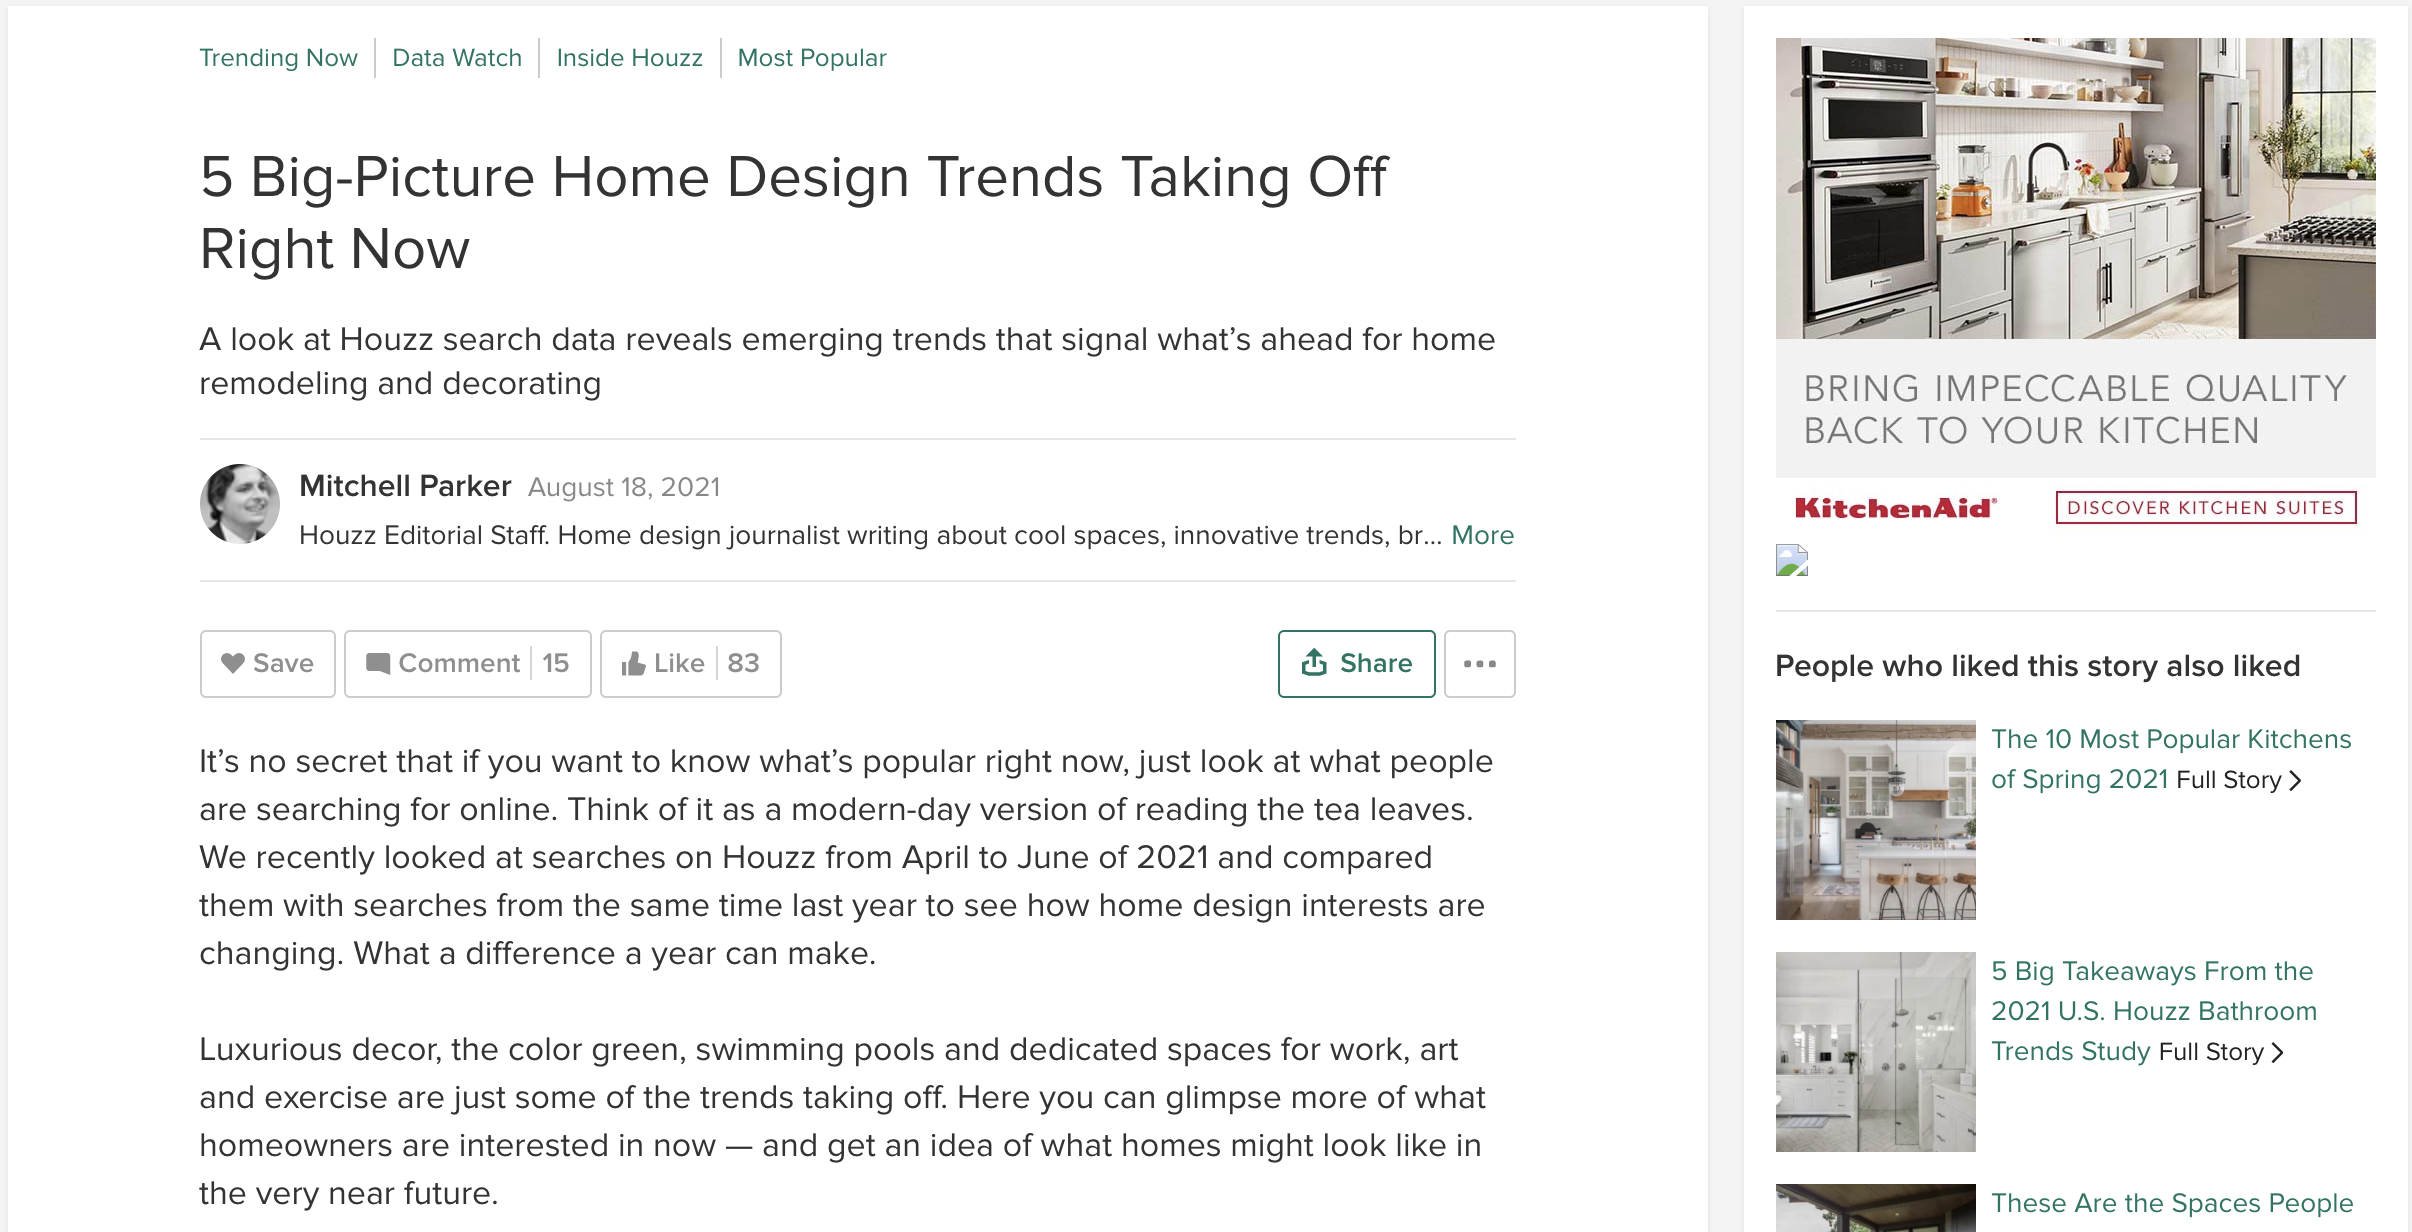 Trending Now | Data Watch | Inside Houzz | Most Popular
5 Big-Picture Home Design Trends Taking Off
Right Now
A look at Houzz search data reveals emerging trends that signal what’s ahead for home
remodeling and decorating
Mitchell Parker August 18, 2021
Houzz Editorial Staff. Home design journalist writing about cool spaces, innovative trends, br... More
Save
Comment | 15
Like | 83
Share
It’s no secret that if you want to know what’s popular right now, just look at what people
are searching for online. Think of it as a modern-day version of reading the tea leaves.
We recently looked at searches on Houzz from April to June of 2021 and compared
them with searches from the same time last year to see how home design interests are
changing. What a difference a year can make.
Luxurious decor, the color green, swimming pools and dedicated spaces for work, art
and exercise are just some of the trends taking off. Here you can glimpse more of what
homeowners are interested in now — and get an idea of what homes might look like in
the very near future.
BRING IMPECCABLE QUALITY
BACK TO YOUR KITCHEN
KitchenAid®
DISCOVER KITCHEN SUITES
People who liked this story also liked
The 10 Most Popular Kitchens
of Spring 2021 Full Story
5 Big Takeaways From the
2021 U.S. Houzz Bathroom
Trends Study Full Story
These Are the Spaces People